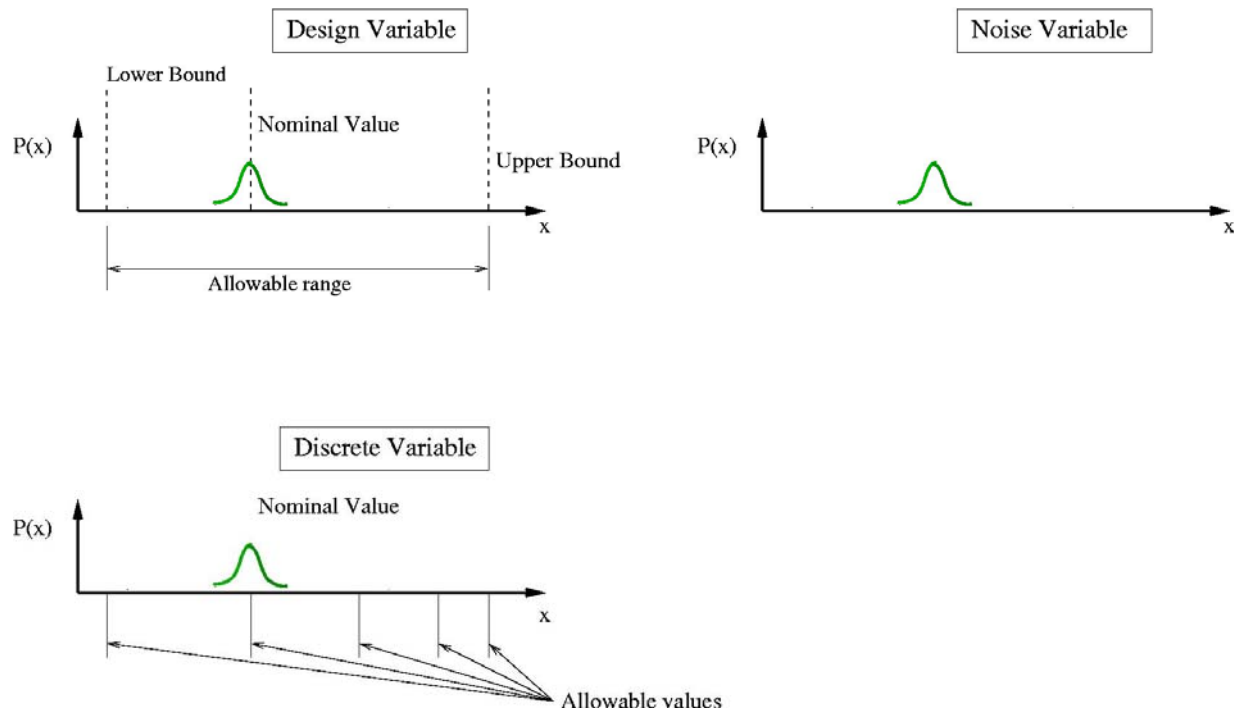 Design Variable
Lower Bound
Nominal Value
P(x)
Upper Bound
x
Allowable range
Noise Variable
P(x)
x
Discrete Variable
Nominal Value
P(x)
x
Allowable values